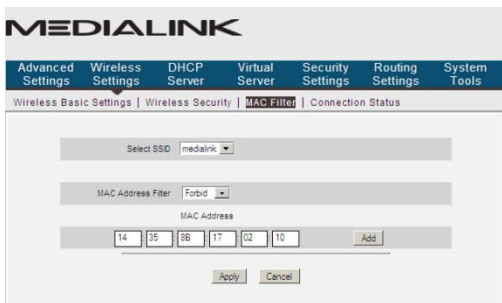 MEDIALINK
Advanced Settings Wireless Settings DHCP Server Virtual Server Security Settings Routing Settings System Tools
Wireless Basic Settings | Wireless Security | MAC Filter | Connection Status
Select SSID medialink
MAC Address Filter Forbid
MAC Address
14 : 35 : 8B : 17 : 02 : 10 Add
Apply Cancel